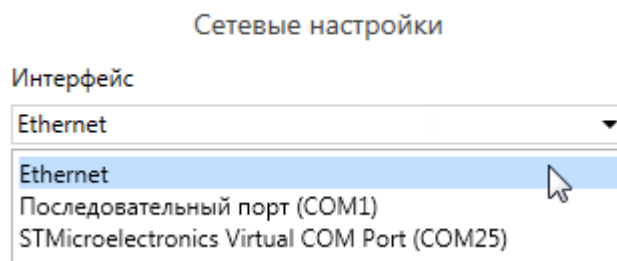 Сетевые настройки
Интерфейс
Ethernet
Ethernet
Последовательный порт (COM1)
STMicroelectronics Virtual COM Port (COM25)